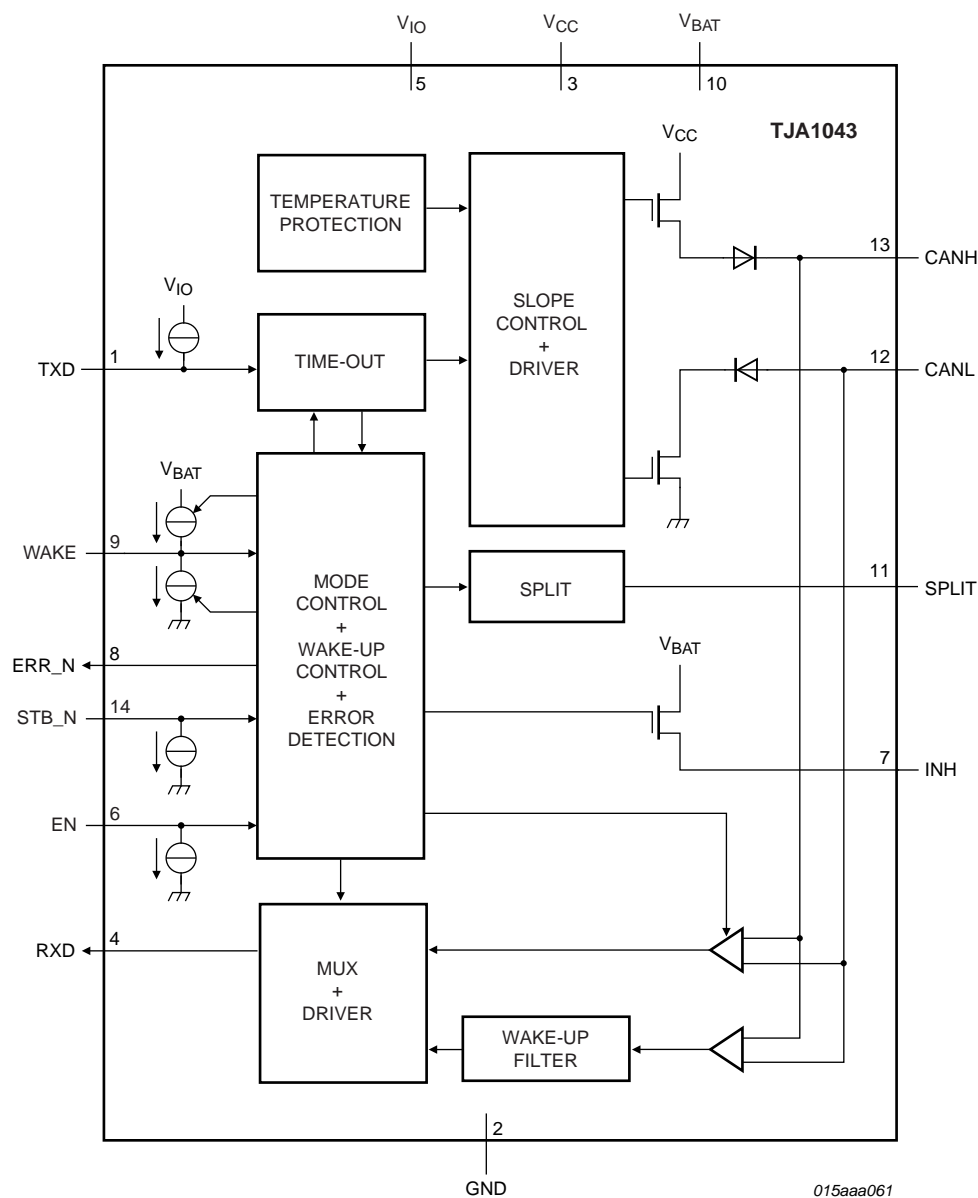 VIO
VCC
VBAT
5
3
10
TJA1043
VCC
TEMPERATURE
PROTECTION
13
CANH
VIO
SLOPE
CONTROL
+
DRIVER
TXD
1
TIME-OUT
12
CANL
VBAT
WAKE
9
MODE
CONTROL
+
WAKE-UP
CONTROL
+
ERROR
DETECTION
SPLIT
11
SPLIT
ERR_N
8
VBAT
STB_N
14
7
INH
EN
6
RXD
4
MUX
+
DRIVER
WAKE-UP
FILTER
2
GND
015aaa061